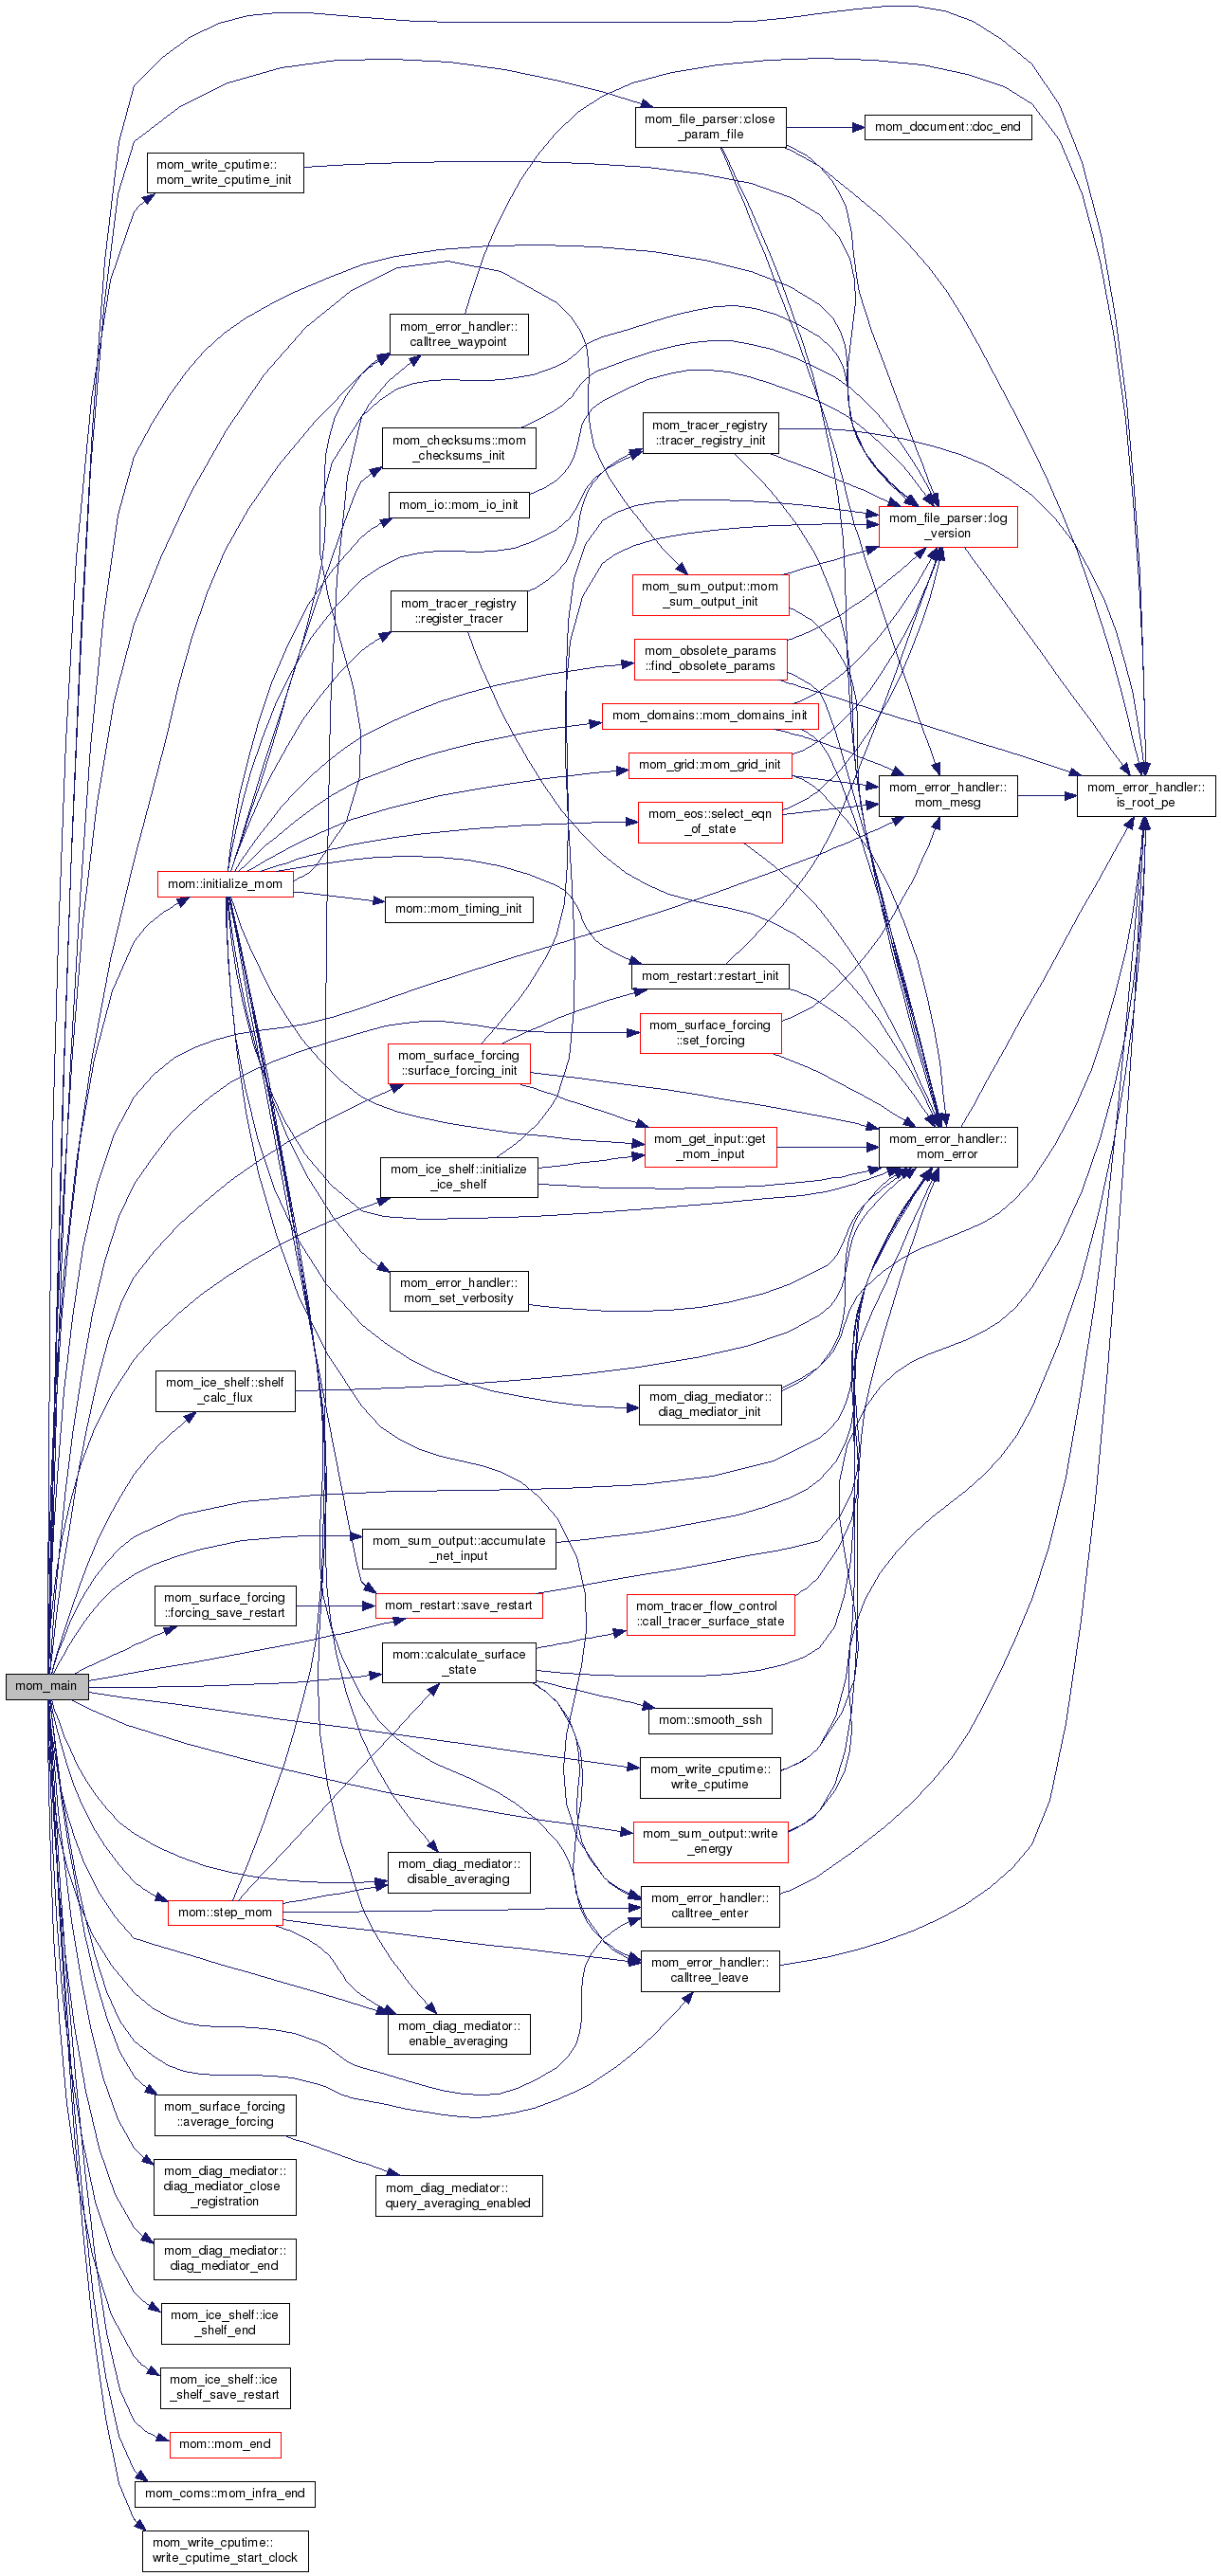 mom_file_parser::close
_param_file
mom_document::doc_end
mom_write_cputime::
mom_write_cputime_init
mom_error_handler::
calltree_waypoint
mom_tracer_registry
::tracer_registry_init
mom_checksums::mom
_checksums_init
mom_io::mom_io_init
mom_file_parser::log
_version
mom_sum_output::mom
_sum_output_init
mom_tracer_registry
::register_tracer
mom_obsolete_params
::find_obsolete_params
mom_domains::mom_domains_init
mom_grid::mom_grid_init
mom_error_handler::
mom_mesg
mom_error_handler::
is_root_pe
mom_eos::select_eqn
_of_state
mom::initialize_mom
mom::mom_timing_init
mom_restart::restart_init
mom_surface_forcing
::set_forcing
mom_surface_forcing
::surface_forcing_init
mom_get_input::get
_mom_input
mom_error_handler::
mom_error
mom_ice_shelf::initialize
_ice_shelf
mom_error_handler::
mom_set_verbosity
mom_ice_shelf::shelf
_calc_flux
mom_diag_mediator::
diag_mediator_init
mom_sum_output::accumulate
_net_input
mom_surface_forcing
::forcing_save_restart
mom_restart::save_restart
mom_tracer_flow_control
::call_tracer_surface_state
mom::calculate_surface
_state
mom_main
mom::smooth_ssh
mom_write_cputime::
write_cputime
mom_sum_output::write
_energy
mom_diag_mediator::
disable_averaging
mom::step_mom
mom_error_handler::
calltree_enter
mom_error_handler::
calltree_leave
mom_diag_mediator::
enable_averaging
mom_surface_forcing
::average_forcing
mom_diag_mediator::
diag_mediator_close
_registration
mom_diag_mediator::
query_averaging_enabled
mom_diag_mediator::
diag_mediator_end
mom_ice_shelf::ice
_shelf_end
mom_ice_shelf::ice
_shelf_save_restart
mom::mom_end
mom_coms::mom_infra_end
mom_write_cputime::
write_cputime_start_clock